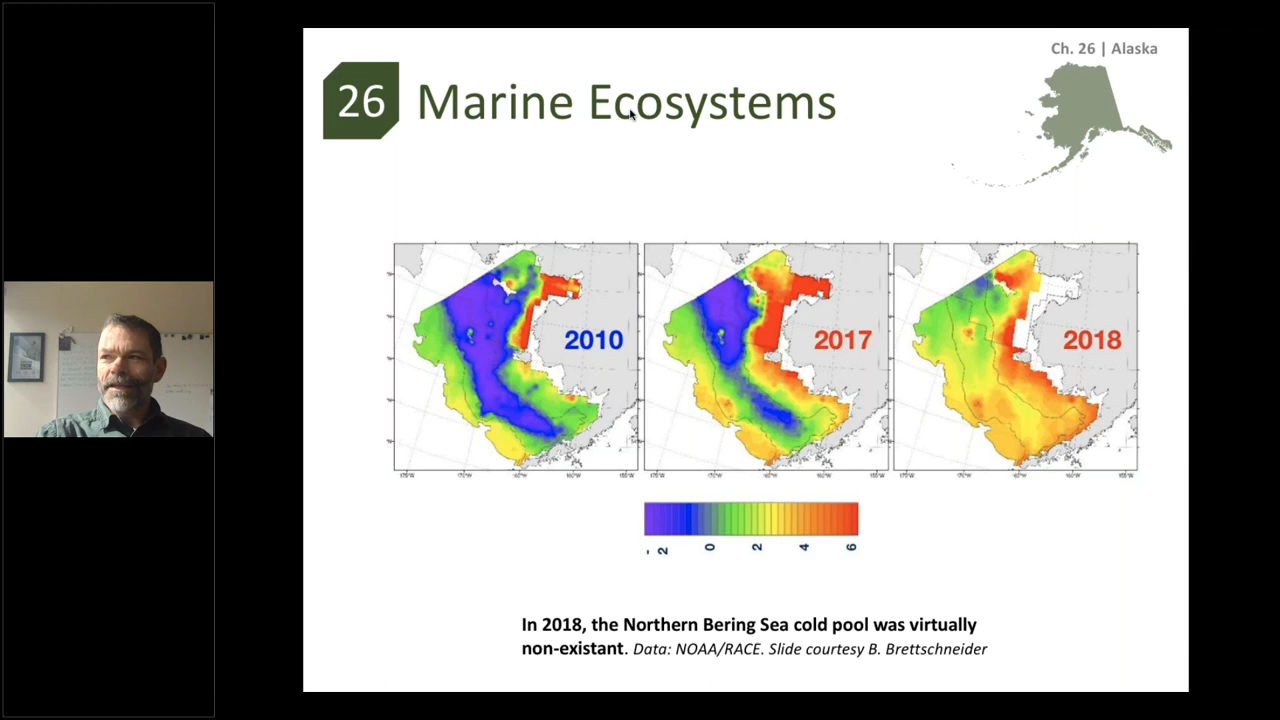 Ch. 26 | Alaska
26 Marine Ecosystems
2010
2017
2018
-2 0 2 4 6
In 2018, the Northern Bering Sea cold pool was virtually
non-existant. Data: NOAA/RACE. Slide courtesy B. Brettschneider